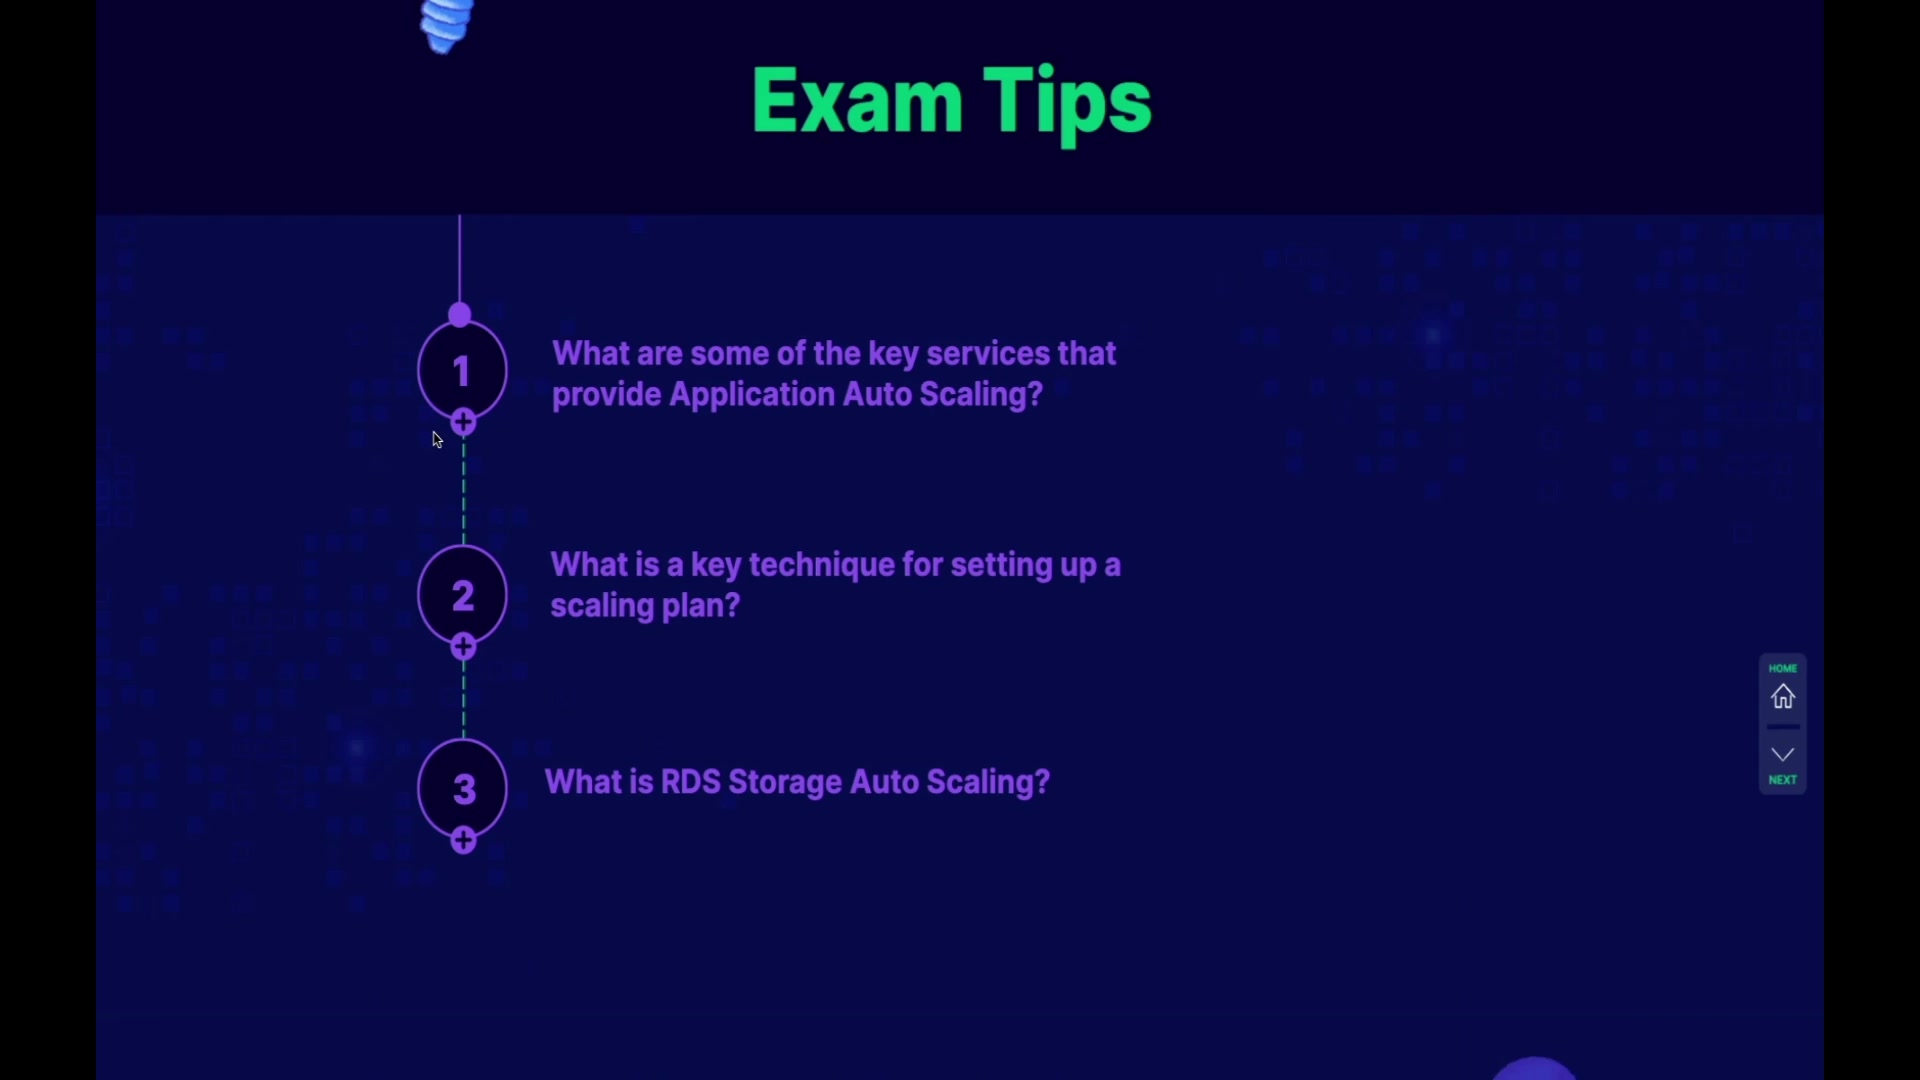 Exam Tips
1
What are some of the key services that
provide Application Auto Scaling?
2
What is a key technique for setting up a
scaling plan?
3
What is RDS Storage Auto Scaling?
HOME
NEXT